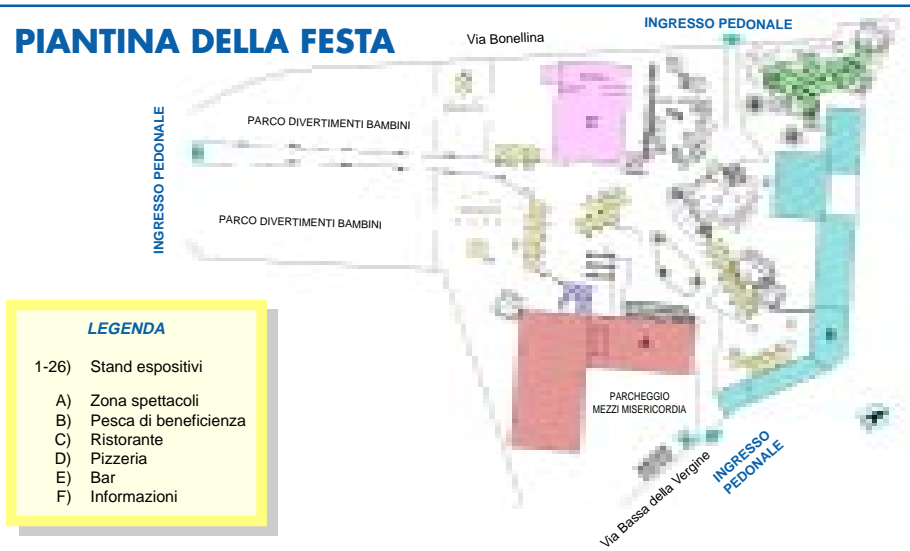 PIANTINA DELLA FESTA
Via Bonellina
INGRESSO PEDONALE
INGRESSO PEDONALE
PARCO DIVERTIMENTI BAMBINI
PARCO DIVERTIMENTI BAMBINI
LEGENDA
1-26) Stand espositivi
A) Zona spettacoli
B) Pesca di beneficienza
C) Ristorante
D) Pizzeria
E) Bar
F) Informazioni
PARCHEGGIO
MEZZI MISERICORDIA
INGRESSO
PEDONALE
Via Bassa della Vergine